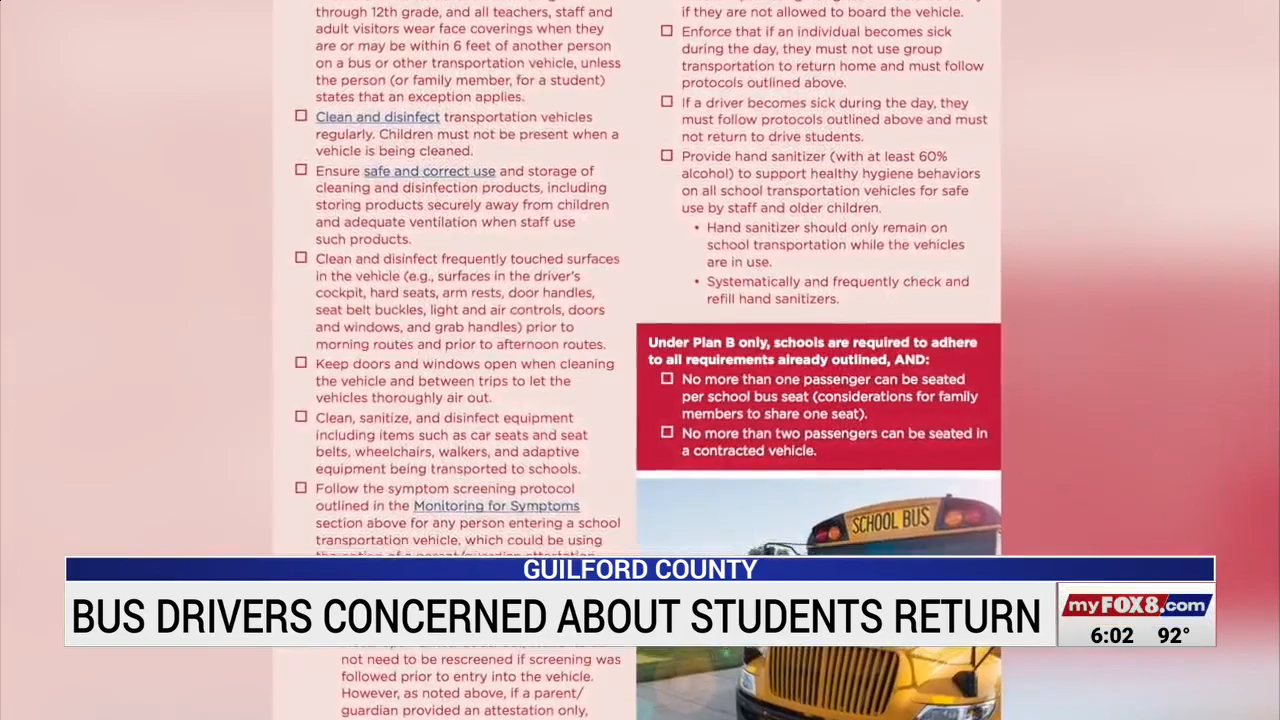 through 12th grade, and all teachers, staff and
adult visitors wear face coverings when they
are or may be within 6 feet of another person
on a bus or other transportation vehicle, unless
the person (or family member, for a student)
states that an exception applies.
Clean and disinfect transportation vehicles
regularly. Children must not be present when a
vehicle is being cleaned.
Ensure safe and correct use and storage of
cleaning and disinfection products, including
storing products securely away from children
and adequate ventilation when staff use
such products.
Clean and disinfect frequently touched surfaces
in the vehicle (e.g., surfaces in the driver's
cockpit, hard seats, arm rests, door handles,
seat belt buckles, light and air controls, doors
and windows, and grab handles) prior to
morning routes and prior to afternoon routes.
Keep doors and windows open when cleaning
the vehicle and between trips to let the
vehicles thoroughly air out.
Clean, sanitize, and disinfect equipment
including items such as car seats and seat
belts, wheelchairs, walkers, and adaptive
equipment being transported to schools.
Follow the symptom screening protocol
outlined in the Monitoring for Symptoms
section above for any person entering a school
transportation vehicle, which could be using
not need to be rescreened if screening was
followed prior to entry into the vehicle.
However, as noted above, if a parent/
guardian provided an attestation only,
if they are not allowed to board the vehicle.
Enforce that if an individual becomes sick
during the day, they must not use group
transportation to return home and must follow
protocols outlined above.
If a driver becomes sick during the day, they
must follow protocols outlined above and must
not return to drive students.
Provide hand sanitizer (with at least 60%
alcohol) to support healthy hygiene behaviors
on all school transportation vehicles for safe
use by staff and older children.
• Hand sanitizer should only remain on
school transportation while the vehicles
are in use.
• Systematically and frequently check and
refill hand sanitizers.
Under Plan B only, schools are required to adhere
to all requirements already outlined, AND:
No more than one passenger can be seated
per school bus seat (considerations for family
members to share one seat).
No more than two passengers can be seated in
a contracted vehicle.
SCHOOL BUS
GUILFORD COUNTY
BUS DRIVERS CONCERNED ABOUT STUDENTS RETURN
myFOX8.com
6:02 92°